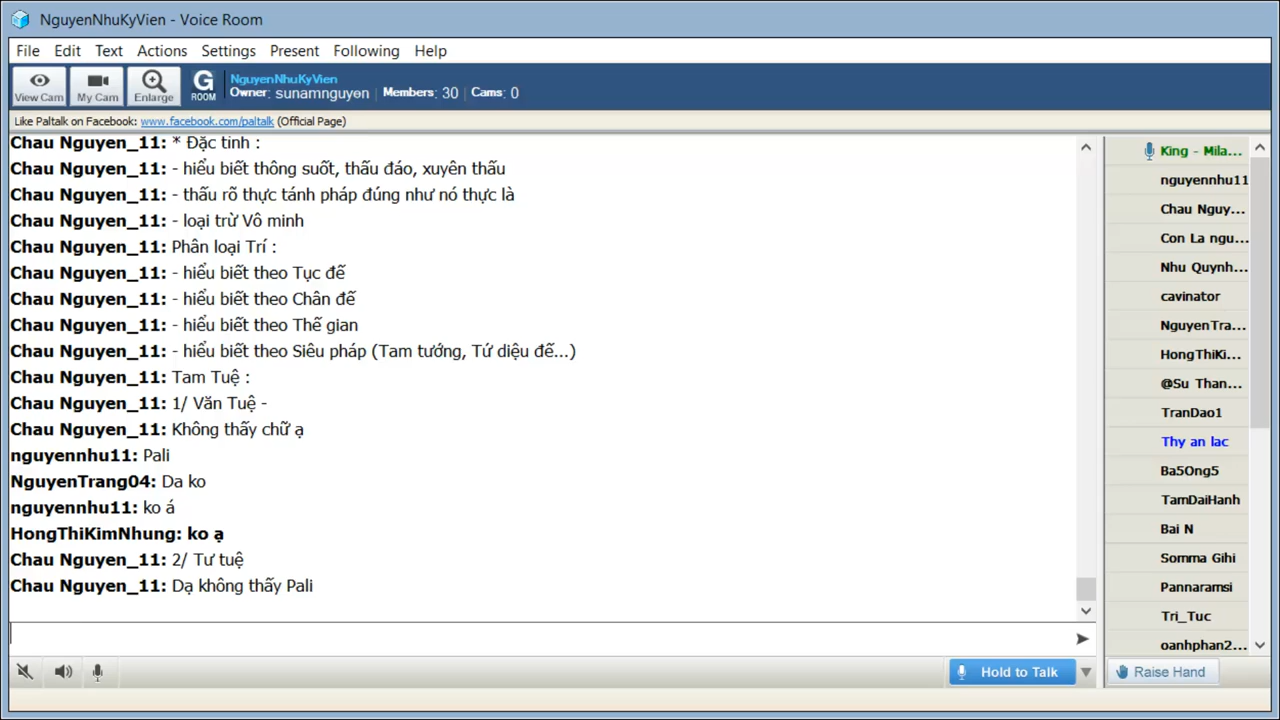 NguyenNhuKyVien - Voice Room
File Edit Text Actions Settings Present Following Help
View Cam My Cam Enlarge G ROOM
NguyenNhuKyVien
Owner: sunamnguyen | Members: 30 | Cams: 0
Like Paltalk on Facebook: www.facebook.com/paltalk (Official Page)
Chau Nguyen_11: * Đặc tinh :
Chau Nguyen_11: - hiểu biết thông suốt, thấu đáo, xuyên thấu
Chau Nguyen_11: - thấu rõ thực tánh pháp đúng như nó thực là
Chau Nguyen_11: - loại trừ Vô minh
Chau Nguyen_11: Phân loại Trí :
Chau Nguyen_11: - hiểu biết theo Tục đế
Chau Nguyen_11: - hiểu biết theo Chân đế
Chau Nguyen_11: - hiểu biết theo Thế gian
Chau Nguyen_11: - hiểu biết theo Siêu pháp (Tam tướng, Tứ diệu đế...)
Chau Nguyen_11: Tam Tuệ :
Chau Nguyen_11: 1/ Văn Tuệ -
Chau Nguyen_11: Không thấy chữ ạ
nguyennhu11: Pali
NguyenTrang04: Da ko
nguyennhu11: ko á
HongThiKimNhung: ko ạ
Chau Nguyen_11: 2/ Tư tuệ
Chau Nguyen_11: Dạ không thấy Pali
King - Mila...
nguyennhu11
Chau Nguy...
Con La ngu...
Nhu Quynh...
cavinator
NguyenTra...
HongThiKi...
@Su Than...
TranDao1
Thy an lac
Ba5Ong5
TamDaiHanh
Bai N
Somma Gihi
Pannaramsi
Tri_Tuc
oanhphan2...
Hold to Talk
Raise Hand